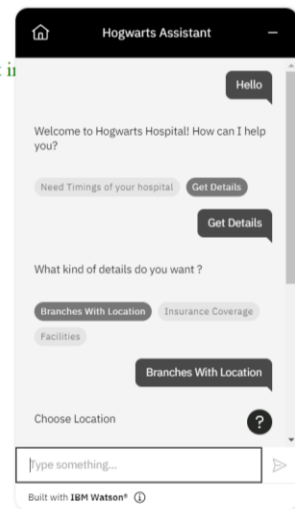 Hogwarts Assistant
Hello
Welcome to Hogwarts Hospital! How can I help
you?
Need Timings of your hospital Get Details
Get Details
What kind of details do you want ?
Branches With Location Insurance Coverage
Facilities
Branches With Location
Choose Location
?
Type something...
Built with IBM Watson®